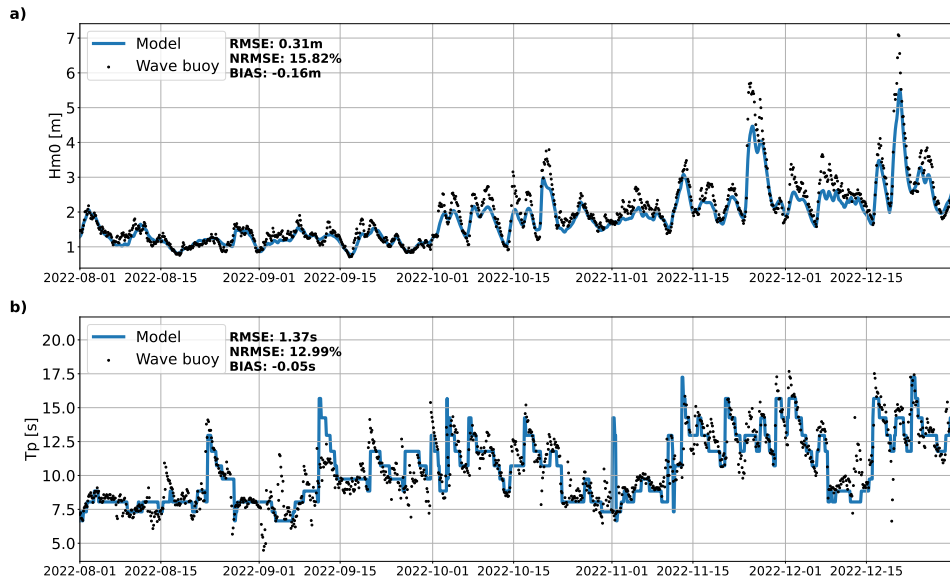 a)
Model
Wave buoy
RMSE: 0.31m
NRMSE: 15.82%
BIAS: -0.16m
Hm0 [m]
7
6
5
4
3
2
1
2022-08-01 2022-08-15 2022-09-01 2022-09-15 2022-10-01 2022-10-15 2022-11-01 2022-11-15 2022-12-01 2022-12-15
b)
Model
Wave buoy
RMSE: 1.37s
NRMSE: 12.99%
BIAS: -0.05s
Tp [s]
20.0
17.5
15.0
12.5
10.0
7.5
5.0
2022-08-01 2022-08-15 2022-09-01 2022-09-15 2022-10-01 2022-10-15 2022-11-01 2022-11-15 2022-12-01 2022-12-15